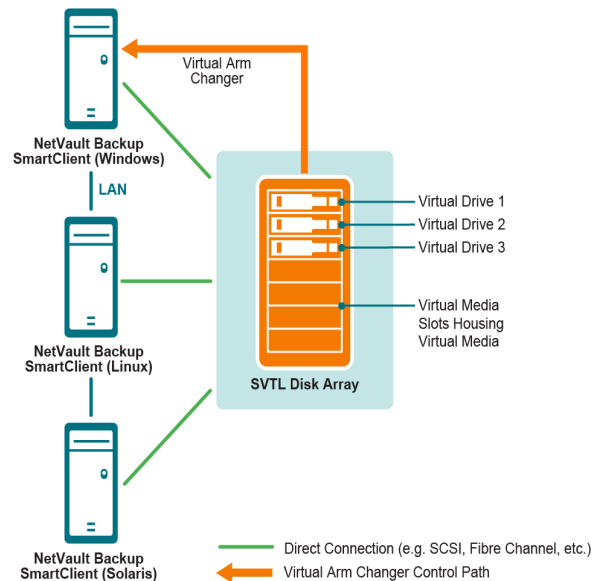 Virtual Arm
Changer
NetVault Backup
SmartClient (Windows)
LAN
Virtual Drive 1
Virtual Drive 2
Virtual Drive 3
Virtual Media
Slots Housing
Virtual Media
NetVault Backup
SmartClient (Linux)
SVTL Disk Array
NetVault Backup
SmartClient (Solaris)
Direct Connection (e.g. SCSI, Fibre Channel, etc.)
Virtual Arm Changer Control Path